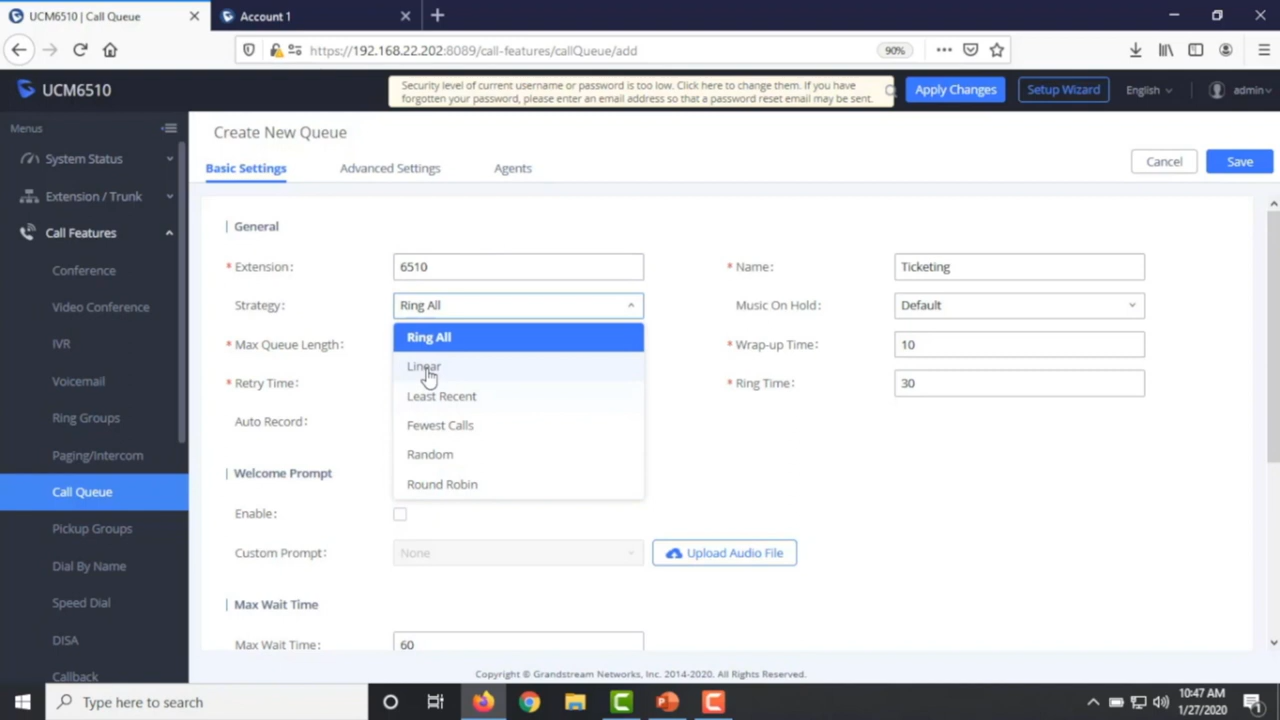 UCM6510 | Call Queue
Account 1
https://192.168.22.202:8089/call-features/callQueue/add
90%
UCM6510
Security level of current username or password is too low. Click here to change them. If you have
forgotten your password, please enter an email address so that a password reset email may be sent.
Apply Changes
Setup Wizard
English
admin
Menus
System Status
Extension / Trunk
Call Features
Conference
Video Conference
IVR
Voicemail
Ring Groups
Paging/Intercom
Call Queue
Pickup Groups
Dial By Name
Speed Dial
DISA
Callback
Create New Queue
Basic Settings
Advanced Settings
Agents
Cancel
Save
General
* Extension: 6510
* Name: Ticketing
Strategy: Ring All
Music On Hold: Default
Ring All
Linear
Least Recent
Fewest Calls
Random
Round Robin
* Max Queue Length:
* Wrap-up Time: 10
* Retry Time:
* Ring Time: 30
Auto Record:
Welcome Prompt
Enable:
Custom Prompt: None
Upload Audio File
Max Wait Time
Max Wait Time: 60
Copyright © Grandstream Networks, Inc. 2014-2020. All Rights Reserved.
Type here to search
10:47 AM
1/27/2020
1